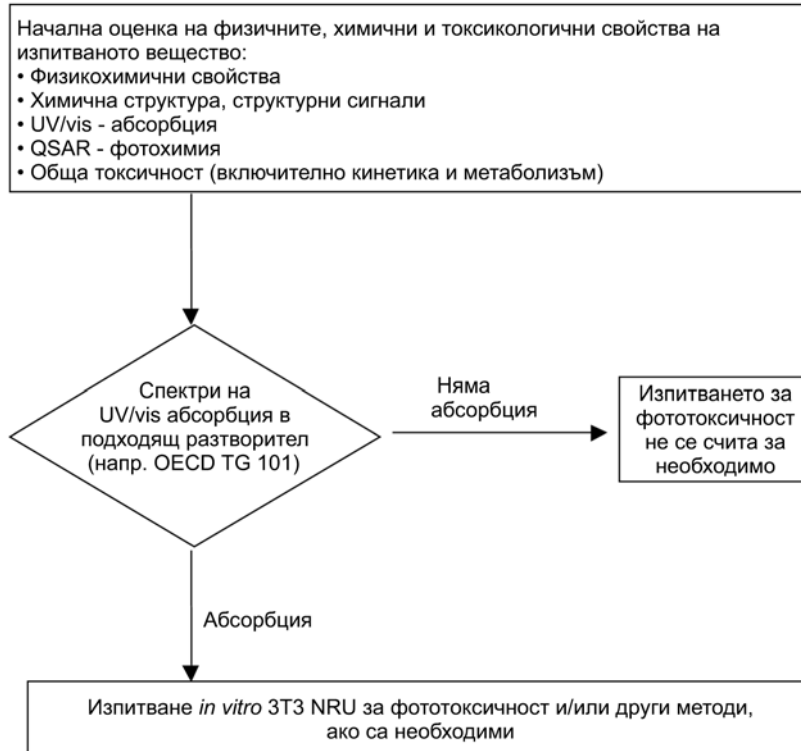 Начална оценка на физичните, химични и токсикологични свойства на
изпитваното вещество:
• Физикохимични свойства
• Химична структура, структурни сигнали
• UV/vis - абсорбция
• QSAR - фотохимия
• Обща токсичност (включително кинетика и метаболизъм)
Спектри на
UV/vis абсорбция в
подходящ разтворител
(напр. OECD TG 101)
Няма
абсорбция
Изпитването за
фототоксичност
не се счита за
необходимо
Абсорбция
Изпитване in vitro 3T3 NRU за фототоксичност и/или други методи,
ако са необходими